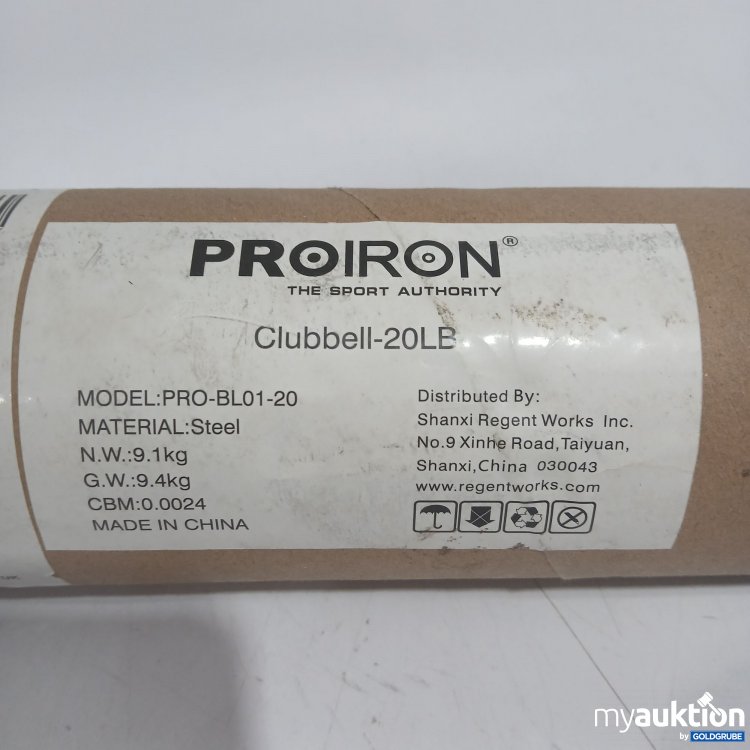 PROIRON®
THE SPORT AUTHORITY
Clubbell-20LB
MODEL:PRO-BL01-20
MATERIAL:Steel
N.W.:9.1kg
G.W.:9.4kg
CBM:0.0024
MADE IN CHINA
Distributed By:
Shanxi Regent Works Inc.
No.9 Xinhe Road,Taiyuan,
Shanxi,China 030043
www.regentworks.com
myauktion
by GOLDGRUBE